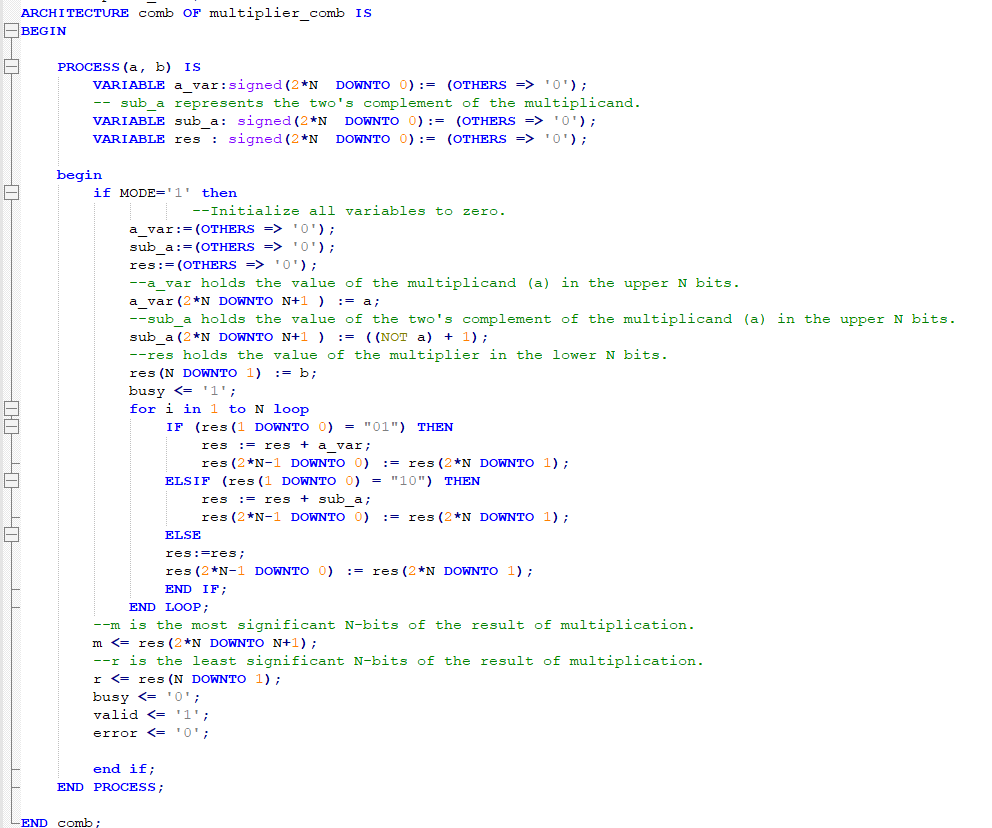 ARCHITECTURE comb OF multiplier_comb IS
BEGIN
PROCESS(a, b) IS
VARIABLE a_var:signed(2*N  DOWNTO 0):= (OTHERS => '0');
-- sub_a represents the two's complement of the multiplicand.
VARIABLE sub_a: signed(2*N  DOWNTO 0):= (OTHERS => '0');
VARIABLE res : signed(2*N  DOWNTO 0):= (OTHERS => '0');
begin
if MODE='1' then
--Initialize all variables to zero.
a_var:=(OTHERS => '0');
sub_a:=(OTHERS => '0');
res:=(OTHERS => '0');
--a_var holds the value of the multiplicand (a) in the upper N bits.
a_var(2*N DOWNTO N+1 ) := a;
--sub_a holds the value of the two's complement of the multiplicand (a) in the upper N bits.
sub_a(2*N DOWNTO N+1 ) := ((NOT a) + 1);
--res holds the value of the multiplier in the lower N bits.
res(N DOWNTO 1) := b;
busy <= '1';
for i in 1 to N loop
IF (res(1 DOWNTO 0) = "01") THEN
res := res + a_var;
res(2*N-1 DOWNTO 0) := res(2*N DOWNTO 1);
ELSIF (res(1 DOWNTO 0) = "10") THEN
res := res + sub_a;
res(2*N-1 DOWNTO 0) := res(2*N DOWNTO 1);
ELSE
res:=res;
res(2*N-1 DOWNTO 0) := res(2*N DOWNTO 1);
END IF;
END LOOP;
--m is the most significant N-bits of the result of multiplication.
m <= res(2*N DOWNTO N+1);
--r is the least significant N-bits of the result of multiplication.
r <= res(N DOWNTO 1);
busy <= '0';
valid <= '1';
error <= '0';
end if;
END PROCESS;
END comb;